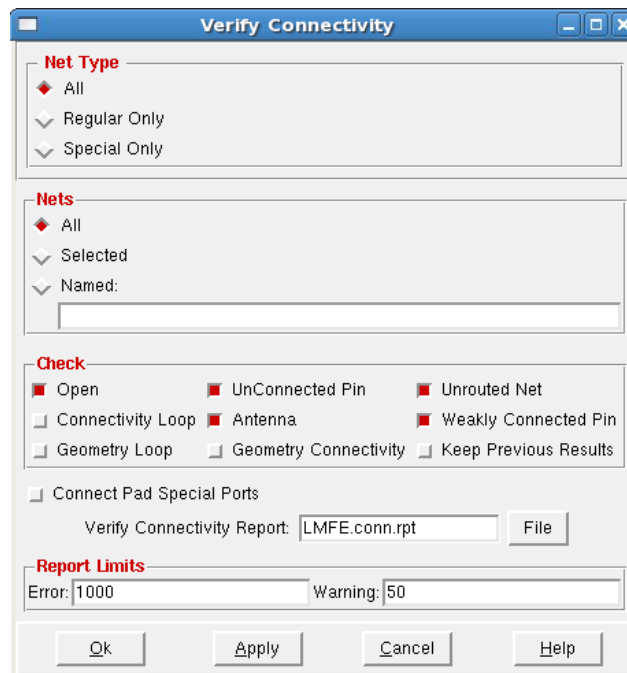 Verify Connectivity
Net Type
All
Regular Only
Special Only
Nets
All
Selected
Named:
Check
Open UnConnected Pin Unrouted Net
Connectivity Loop Antenna Weakly Connected Pin
Geometry Loop Geometry Connectivity Keep Previous Results
Connect Pad Special Ports
Verify Connectivity Report: LMFE.conn.rpt File
Report Limits
Error: 1000 Warning: 50
Ok Apply Cancel Help